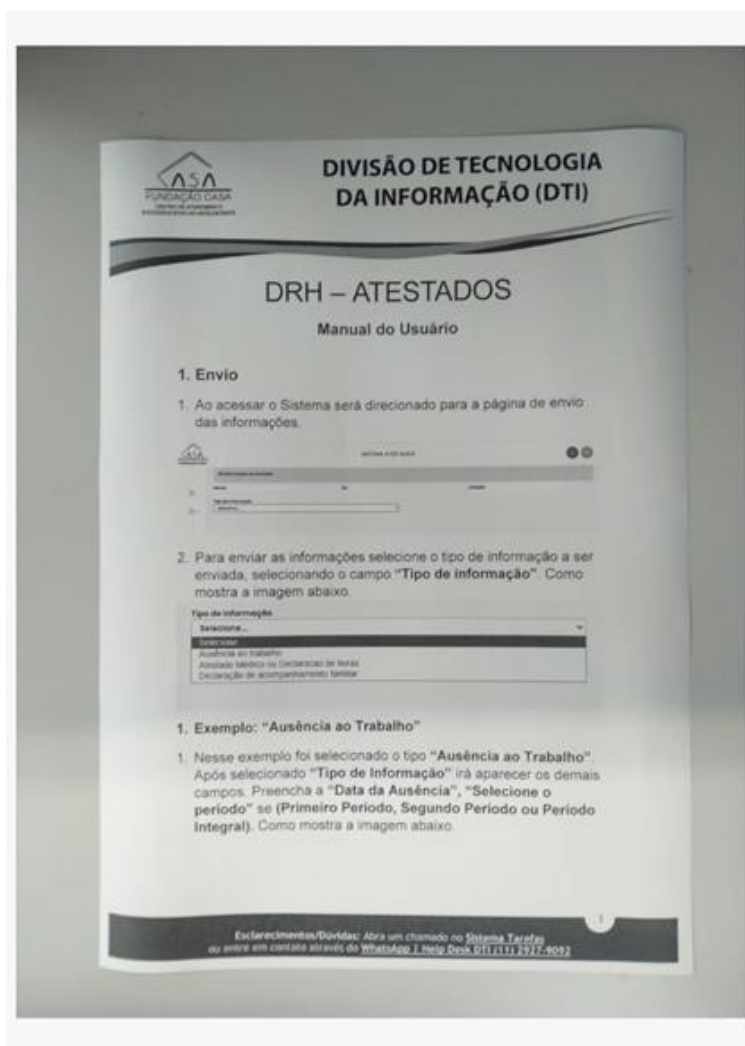 CASA
FUNDAÇÃO CASA
DIVISÃO DE TECNOLOGIA
DA INFORMAÇÃO (DTI)
DRH – ATESTADOS
Manual do Usuário
1. Envio
1. Ao acessar o Sistema será direcionado para a página de envio
das informações.
2. Para enviar as informações selecione o tipo de informação a ser
enviada, selecionando o campo “Tipo de informação”. Como
mostra a imagem abaixo.
Tipo de informação
Selecione...
Selecione...
Ausência ao trabalho
Atestado Médico ou Declaração de horas
Declaração de acompanhamento familiar
1. Exemplo: “Ausência ao Trabalho”
1. Nesse exemplo foi selecionado o tipo “Ausência ao Trabalho”.
Após selecionado “Tipo de Informação” irá aparecer os demais
campos. Preencha a “Data da Ausência”, “Selecione o
período” se (Primeiro Período, Segundo Período ou Período
Integral). Como mostra a imagem abaixo.
1
Esclarecimentos/Dúvidas: Abra um chamado no Sistema Tarefas
ou entre em contato através do WhatsApp | Help Desk DTI (11) 2927-9092